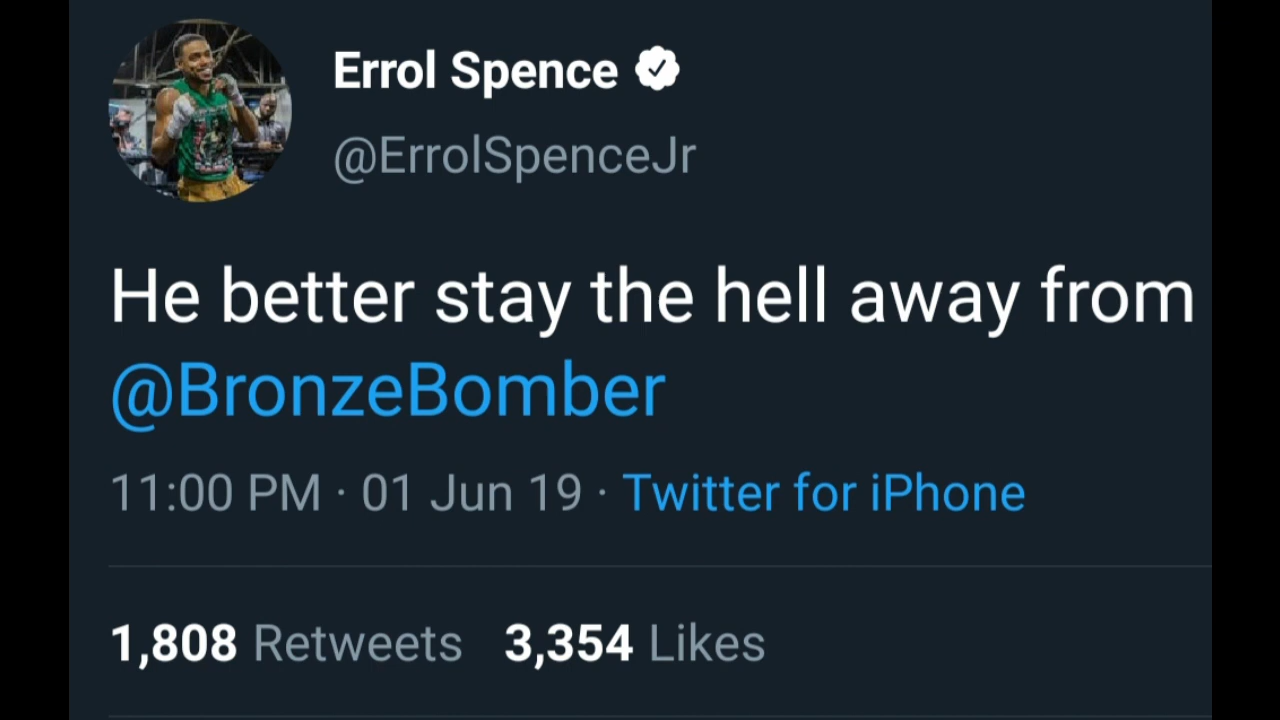 Errol Spence
@ErrolSpenceJr
He better stay the hell away from
@BronzeBomber
11:00 PM · 01 Jun 19 · Twitter for iPhone
1,808 Retweets 3,354 Likes